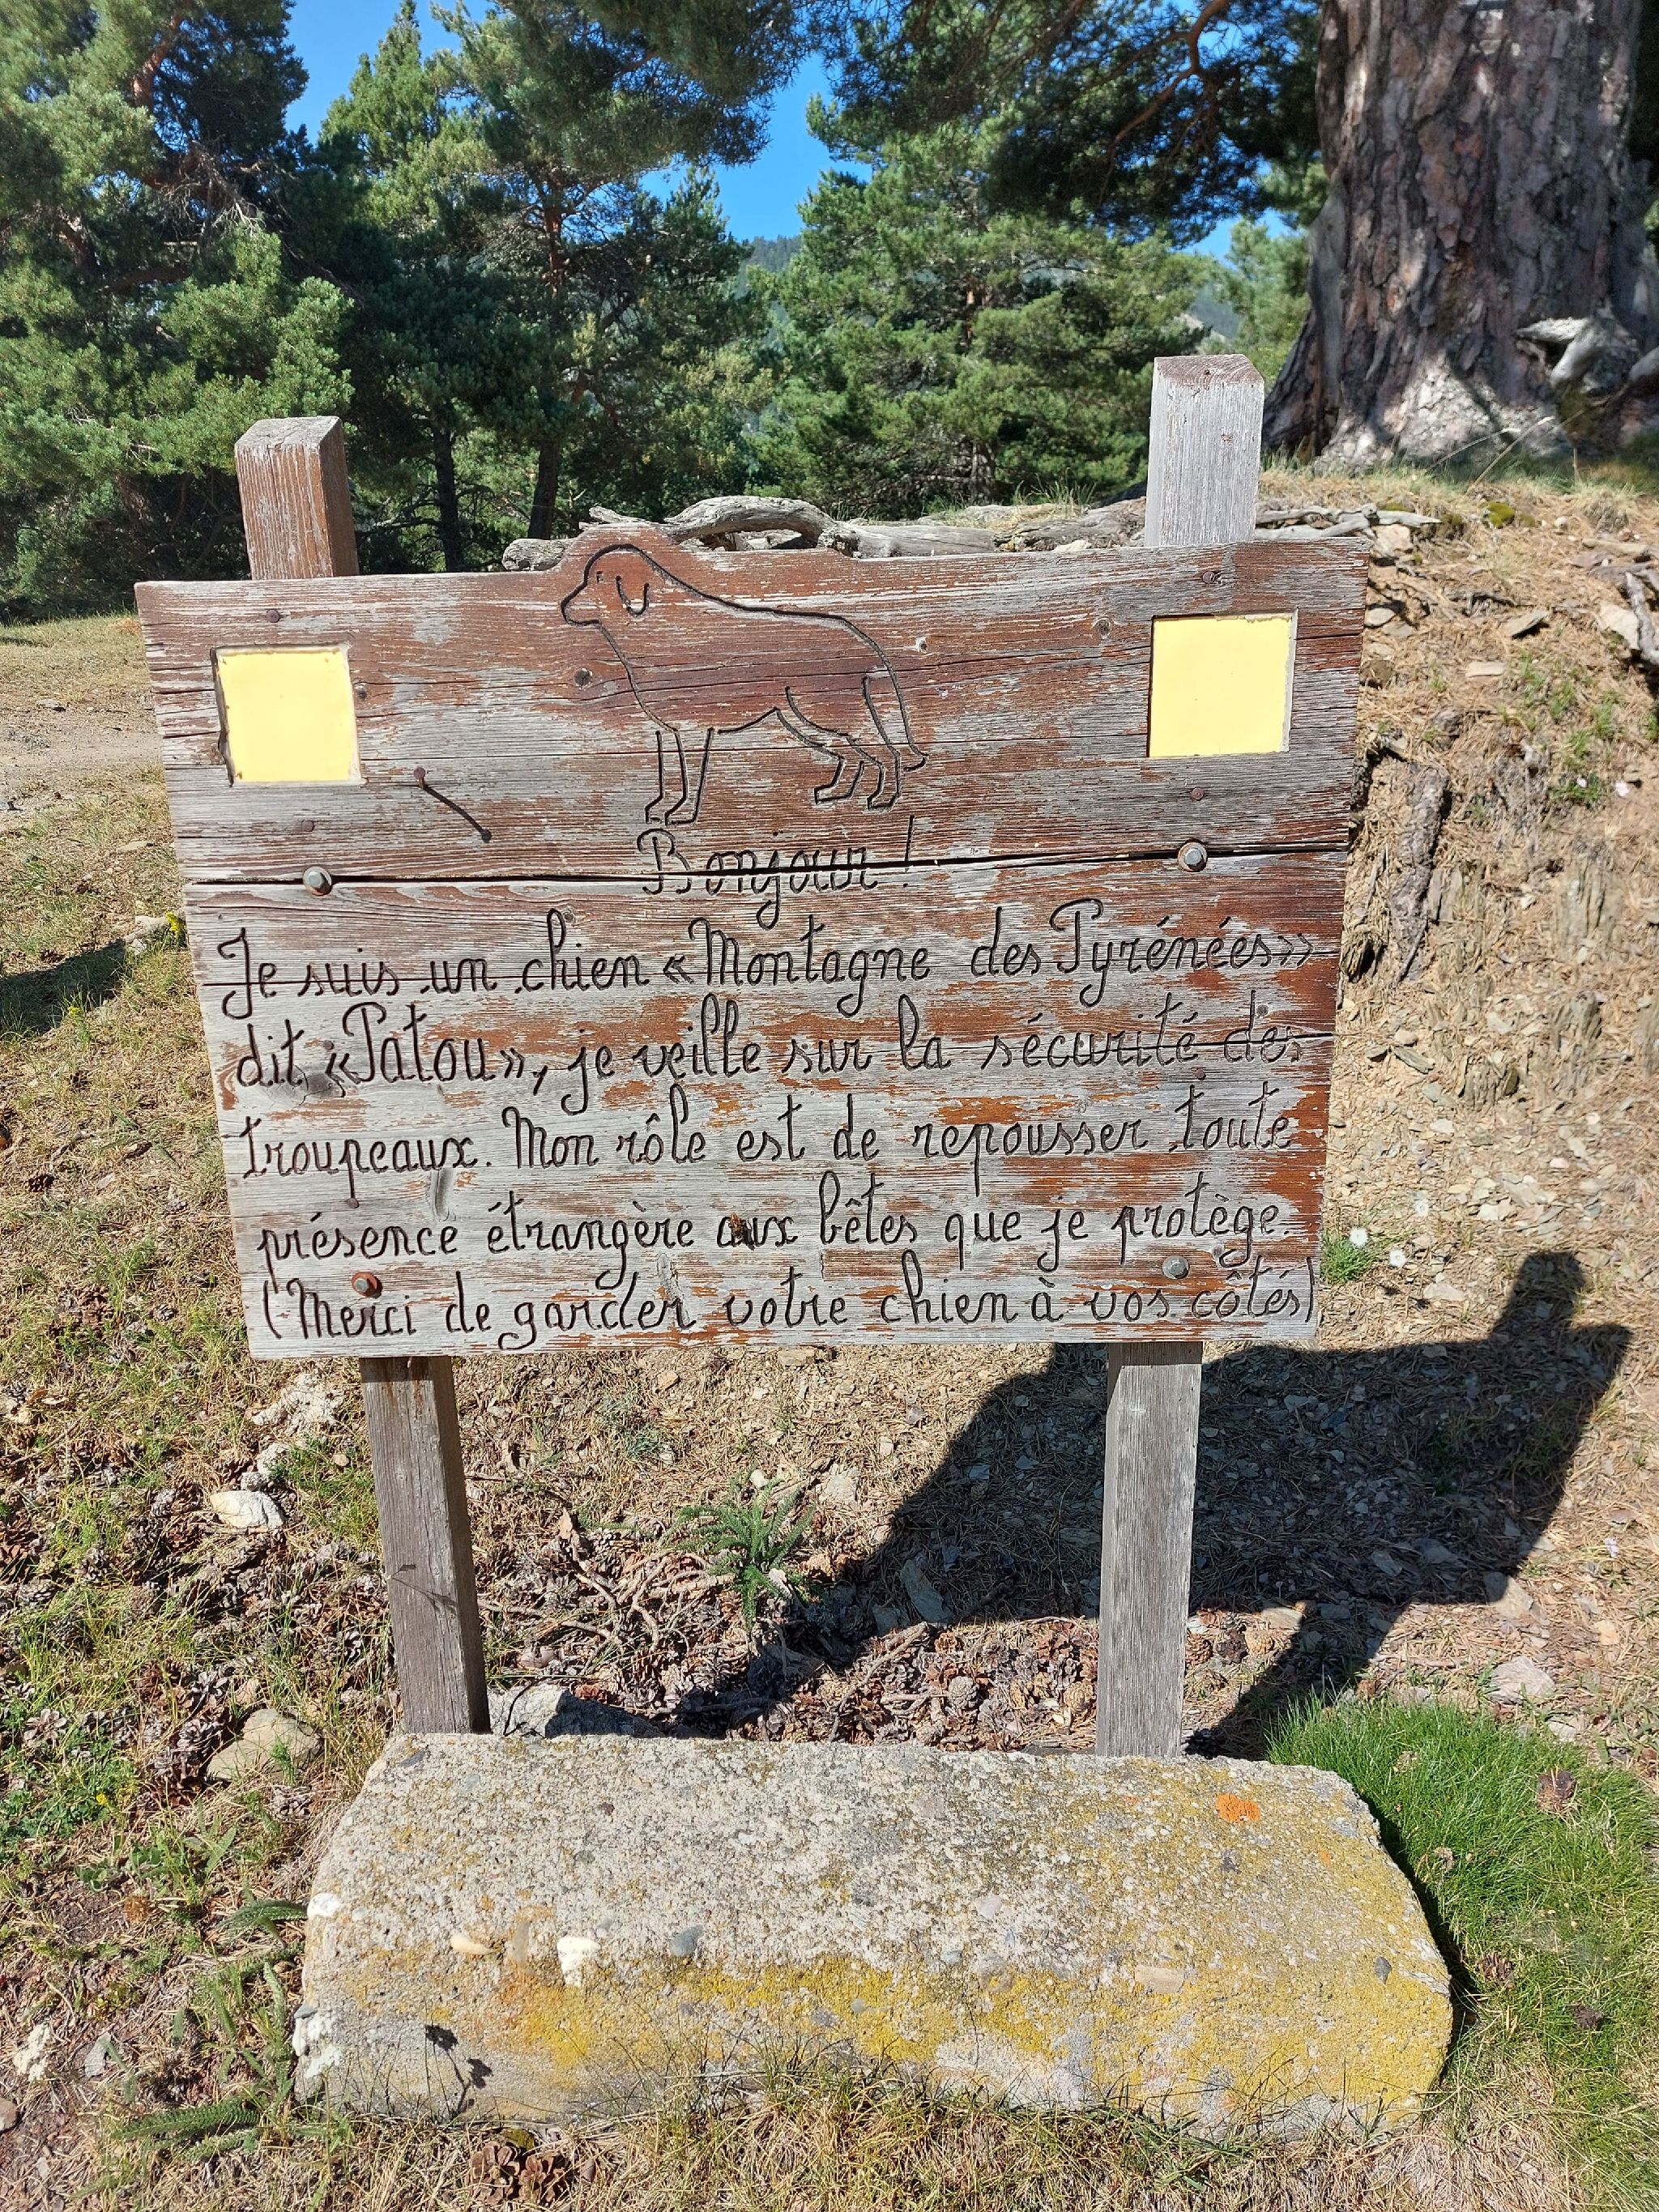 Bonjour !
Je suis un chien «Montagne des Pyrénées»
dit «Patou», je veille sur la sécurité des
troupeaux. Mon rôle est de repousser toute
présence étrangère aux bêtes que je protège.
(Merci de garder votre chien à vos côtés)